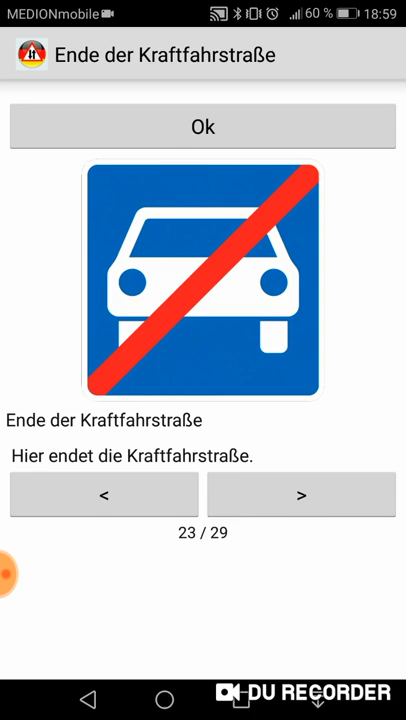 MEDIONmobile 60 % 18:59
Ende der Kraftfahrstraße
Ok
Ende der Kraftfahrstraße
Hier endet die Kraftfahrstraße.
< >
23 / 29
DU RECORDER